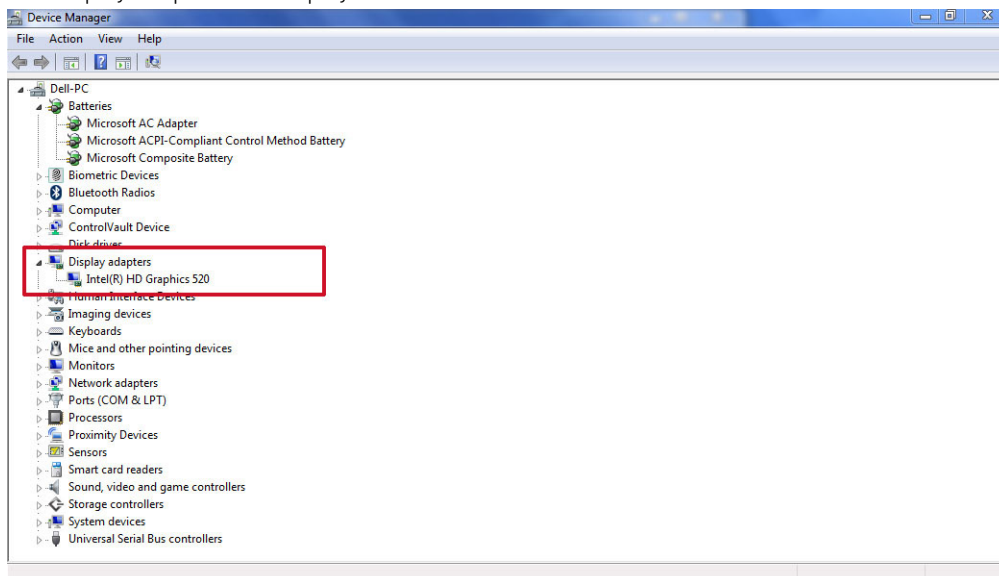 Device Manager
File Action View Help
Dell-PC
Batteries
Microsoft AC Adapter
Microsoft ACPI-Compliant Control Method Battery
Microsoft Composite Battery
Biometric Devices
Bluetooth Radios
Computer
ControlVault Device
Disk drives
Display adapters
Intel(R) HD Graphics 520
Human Interface Devices
Imaging devices
Keyboards
Mice and other pointing devices
Monitors
Network adapters
Ports (COM & LPT)
Processors
Proximity Devices
Sensors
Smart card readers
Sound, video and game controllers
Storage controllers
System devices
Universal Serial Bus controllers